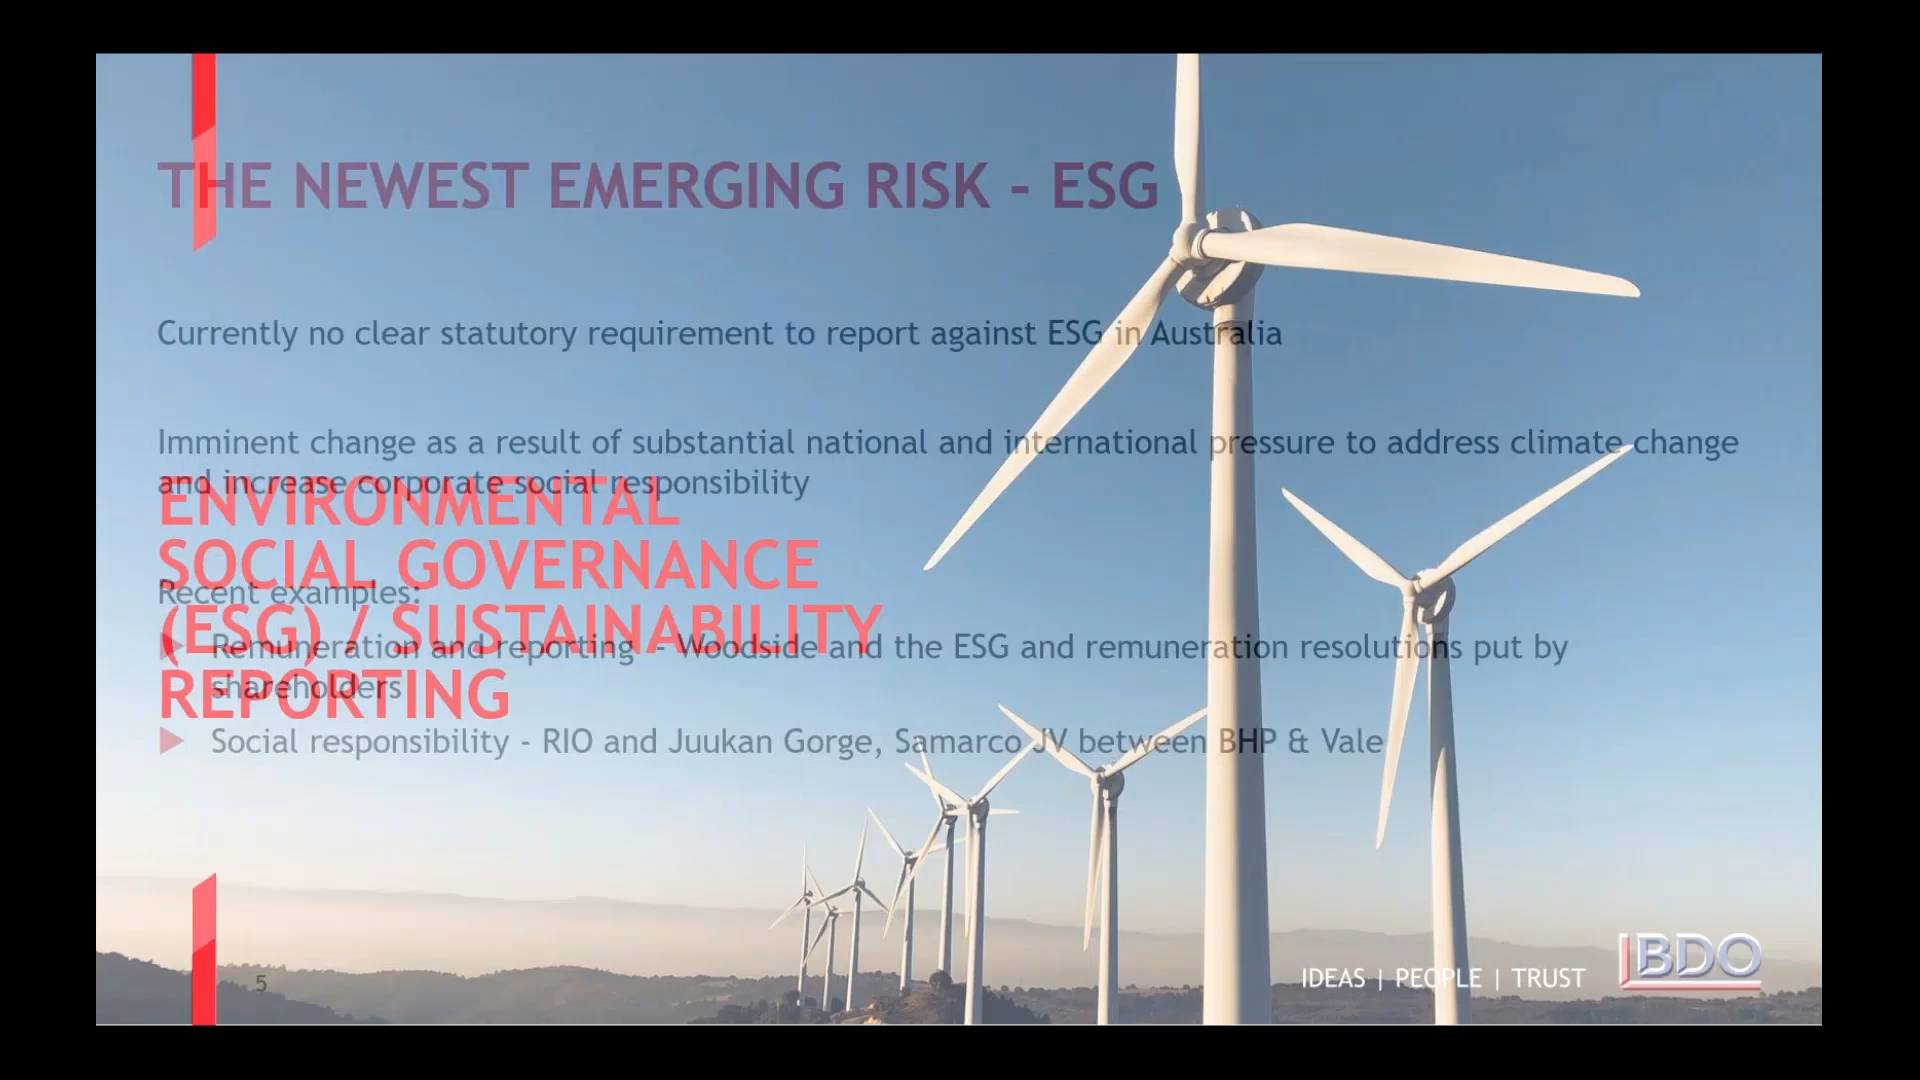 THE NEWEST EMERGING RISK - ESG
Currently no clear statutory requirement to report against ESG in Australia
Imminent change as a result of substantial national and international pressure to address climate change
and increase corporate social responsibility
ENVIRONMENTAL
SOCIAL GOVERNANCE
(ESG) / SUSTAINABILITY
REPORTING
Recent examples:
Remuneration and reporting - Woodside and the ESG and remuneration resolutions put by
shareholders
Social responsibility - RIO and Juukan Gorge, Samarco JV between BHP & Vale
5
IDEAS | PEOPLE | TRUST
BDO